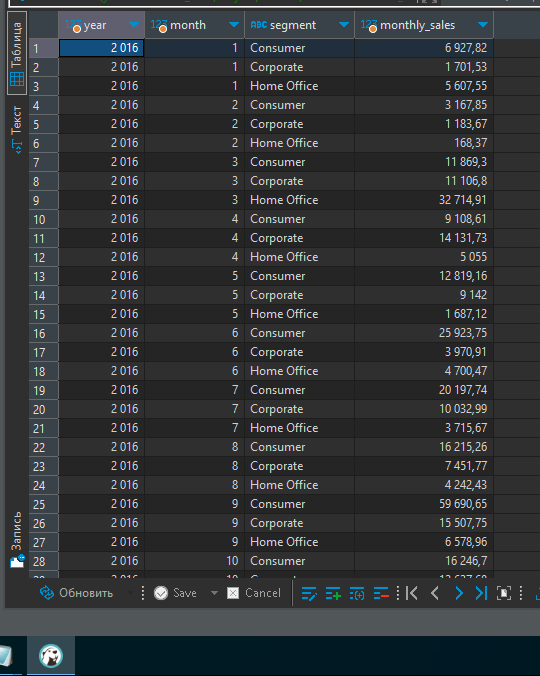 Таблица
Текст
Запись
123 year 123 month ABC segment 123 monthly_sales
1 2 016 1 Consumer 6 927,82
2 2 016 1 Corporate 1 701,53
3 2 016 1 Home Office 5 607,55
4 2 016 2 Consumer 3 167,85
5 2 016 2 Corporate 1 183,67
6 2 016 2 Home Office 168,37
7 2 016 3 Consumer 11 869,3
8 2 016 3 Corporate 11 106,8
9 2 016 3 Home Office 32 714,91
10 2 016 4 Consumer 9 108,61
11 2 016 4 Corporate 14 131,73
12 2 016 4 Home Office 5 055
13 2 016 5 Consumer 12 819,16
14 2 016 5 Corporate 9 142
15 2 016 5 Home Office 1 687,12
16 2 016 6 Consumer 25 923,75
17 2 016 6 Corporate 3 970,91
18 2 016 6 Home Office 4 700,47
19 2 016 7 Consumer 20 197,74
20 2 016 7 Corporate 10 032,99
21 2 016 7 Home Office 3 715,67
22 2 016 8 Consumer 16 215,26
23 2 016 8 Corporate 7 451,77
24 2 016 8 Home Office 4 242,43
25 2 016 9 Consumer 59 690,65
26 2 016 9 Corporate 15 507,75
27 2 016 9 Home Office 6 578,96
28 2 016 10 Consumer 16 246,7
Обновить Save Cancel